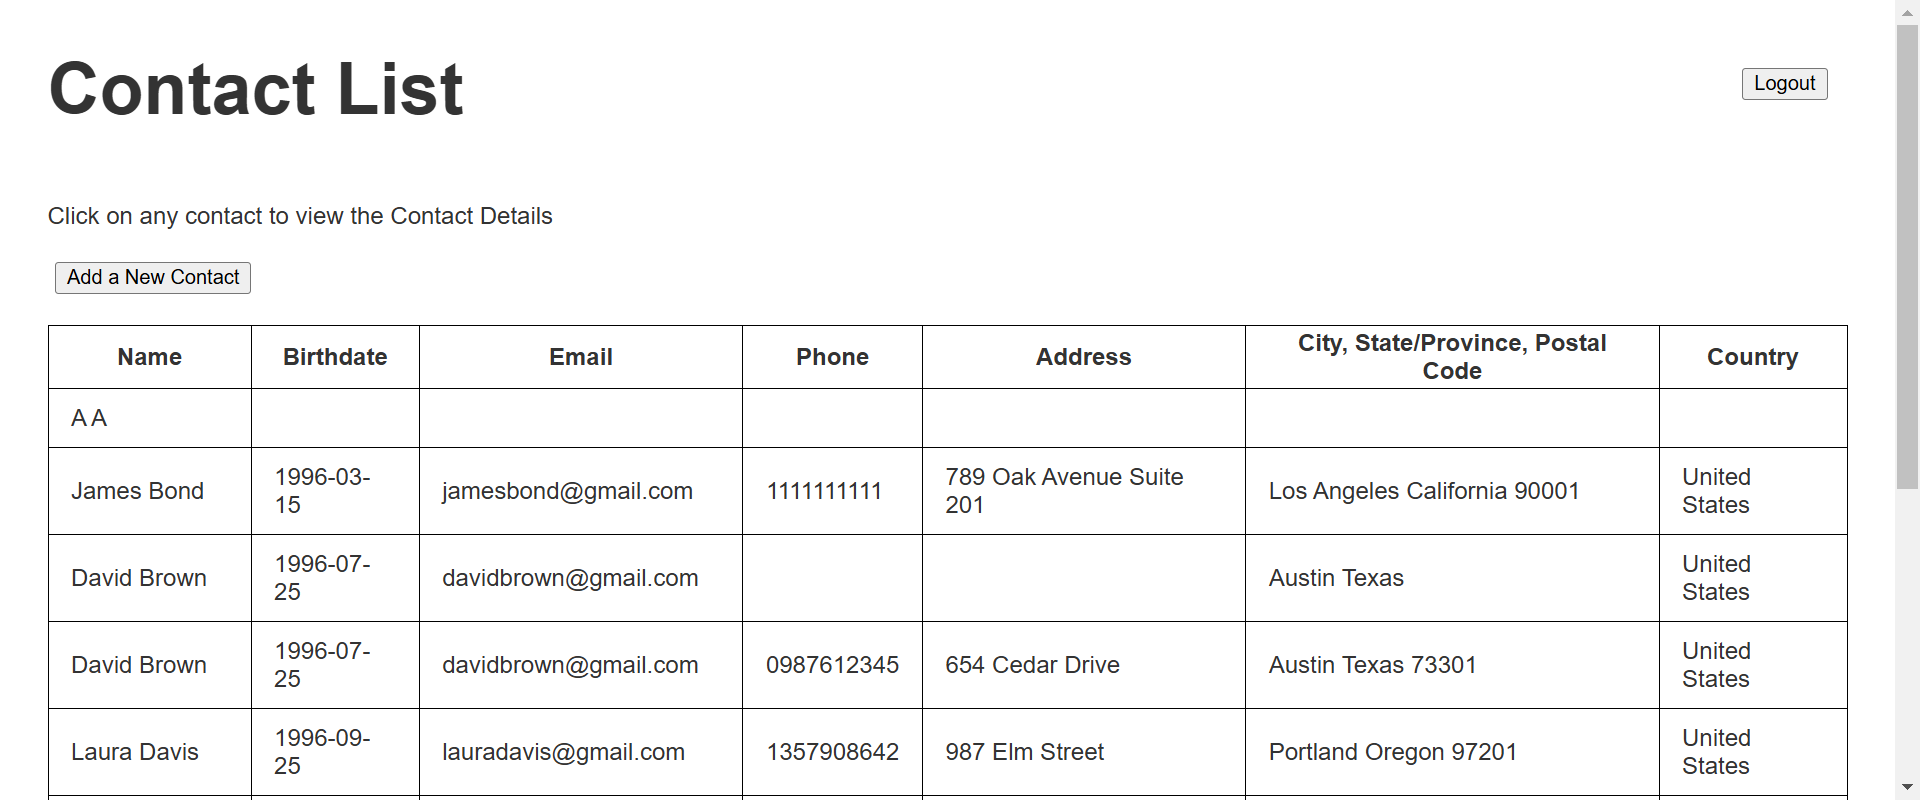 Contact List
Logout
Click on any contact to view the Contact Details
Add a New Contact
Name Birthdate Email Phone Address City, State/Province, Postal Code Country
A A
James Bond 1996-03-15 jamesbond@gmail.com 1111111111 789 Oak Avenue Suite 201 Los Angeles California 90001 United States
David Brown 1996-07-25 davidbrown@gmail.com Austin Texas United States
David Brown 1996-07-25 davidbrown@gmail.com 0987612345 654 Cedar Drive Austin Texas 73301 United States
Laura Davis 1996-09-25 lauradavis@gmail.com 1357908642 987 Elm Street Portland Oregon 97201 United States